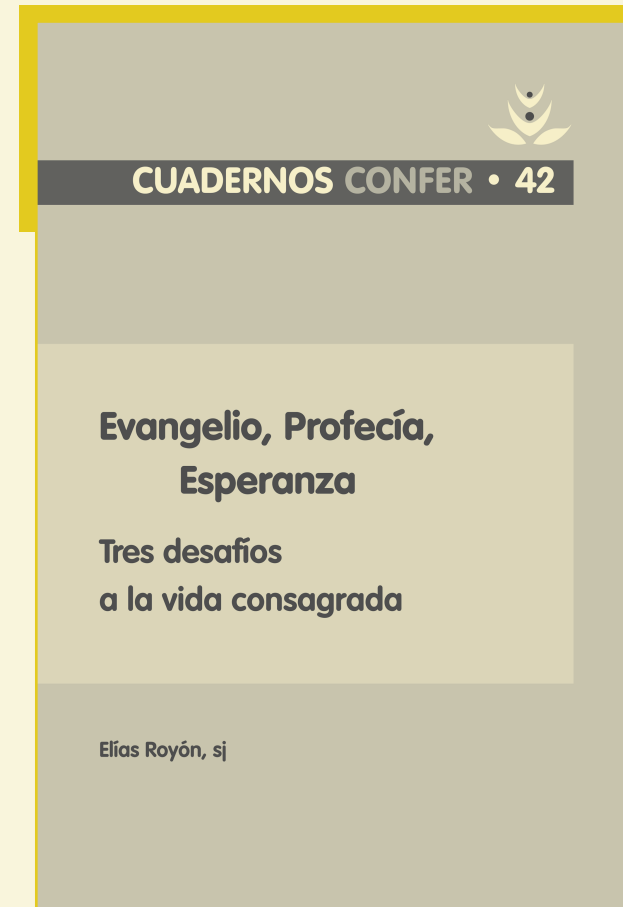 CUADERNOS CONFER • 42
Evangelio, Profecía,
Esperanza
Tres desafíos
a la vida consagrada
Elías Royón, sj